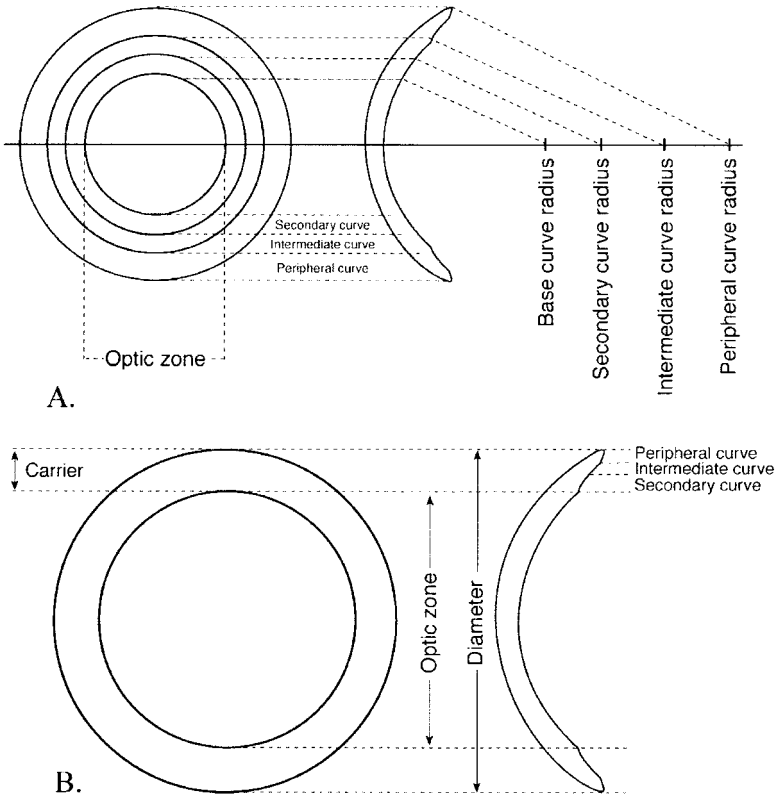 Secondary curve
Intermediate curve
Peripheral curve
Base curve radius
Secondary curve radius
Intermediate curve radius
Peripheral curve radius
Optic zone
A.
Carrier
Optic zone
Diameter
Peripheral curve
Intermediate curve
Secondary curve
B.